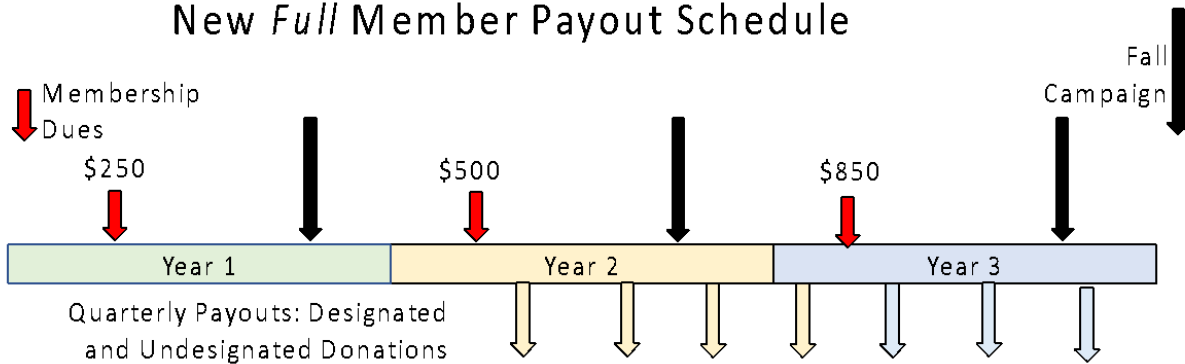 New Full Member Payout Schedule
Fall
Campaign
Membership
Dues
$250
$500
$850
Year 1
Year 2
Year 3
Quarterly Payouts: Designated
and Undesignated Donations